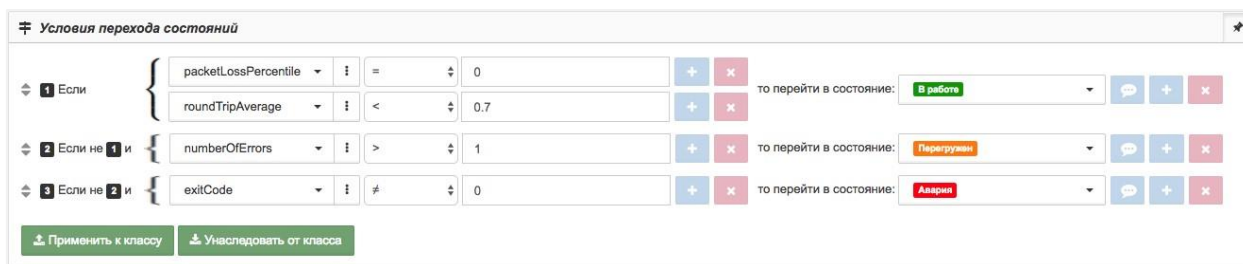 Условия перехода состояний
1 Если packetLossPercentile = 0
roundTripAverage < 0.7
то перейти в состояние: В работе
2 Если не 1 и numberOfErrors > 1 то перейти в состояние: Перегружен
3 Если не 2 и exitCode ≠ 0 то перейти в состояние: Авария
Применить к классу Унаследовать от класса